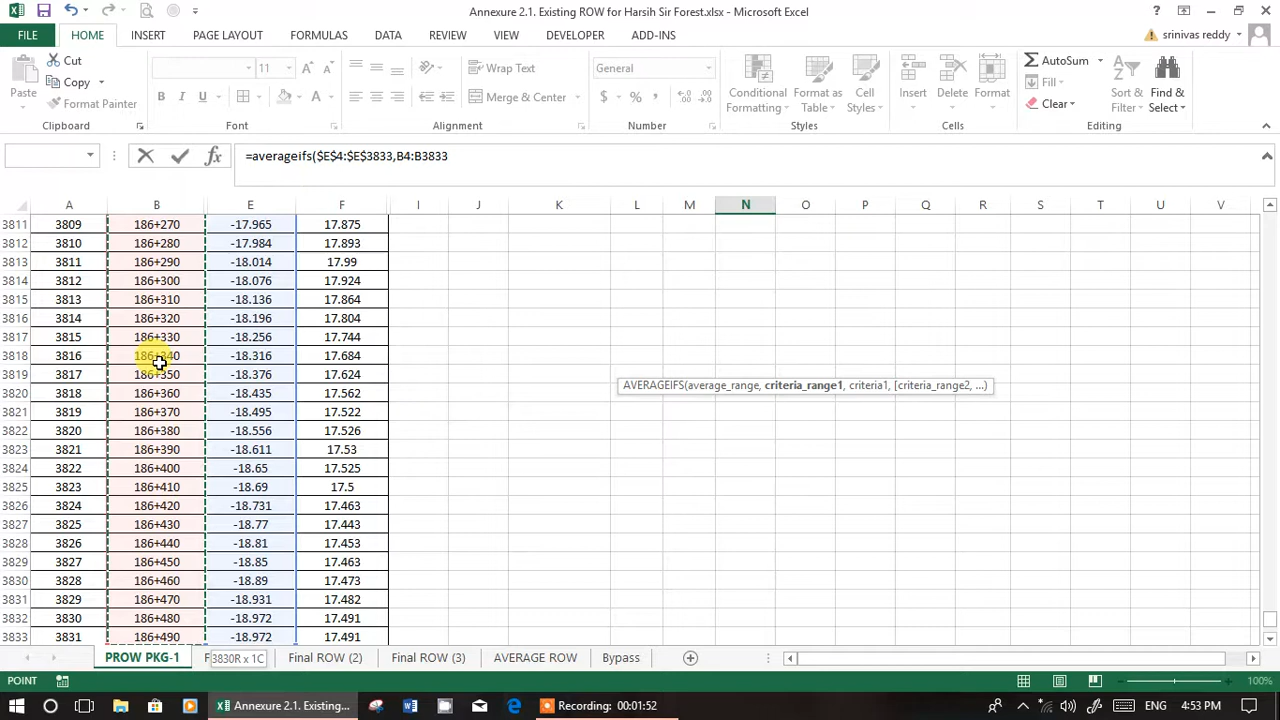 Annexure 2.1. Existing ROW for Harsih Sir Forest.xlsx - Microsoft Excel
?
FILE HOME INSERT PAGE LAYOUT FORMULAS DATA REVIEW VIEW DEVELOPER ADD-INS srinivas reddy
Paste Cut Copy Format Painter Clipboard
11 A A B I U A Font
Wrap Text Merge & Center Alignment
General $ % , Number
Conditional Formatting Format as Table Cell Styles Styles
Insert Delete Format Cells
AutoSum Fill Clear Sort & Filter Find & Select Editing
fx =averageifs($E$4:$E$3833,B4:B3833
A B E F I J K L M N O P Q R S T U V
3811 3809 186+270 -17.965 17.875
3812 3810 186+280 -17.984 17.893
3813 3811 186+290 -18.014 17.99
3814 3812 186+300 -18.076 17.924
3815 3813 186+310 -18.136 17.864
3816 3814 186+320 -18.196 17.804
3817 3815 186+330 -18.256 17.744
3818 3816 186+340 -18.316 17.684
3819 3817 186+350 -18.376 17.624
AVERAGEIFS(average_range, criteria_range1, criteria1, [criteria_range2, ...)
3820 3818 186+360 -18.435 17.562
3821 3819 186+370 -18.495 17.522
3822 3820 186+380 -18.556 17.526
3823 3821 186+390 -18.611 17.53
3824 3822 186+400 -18.65 17.525
3825 3823 186+410 -18.69 17.5
3826 3824 186+420 -18.731 17.463
3827 3825 186+430 -18.77 17.443
3828 3826 186+440 -18.81 17.453
3829 3827 186+450 -18.85 17.463
3830 3828 186+460 -18.89 17.473
3831 3829 186+470 -18.931 17.482
3832 3830 186+480 -18.972 17.491
3833 3831 186+490 -18.972 17.491
PROW PKG-1 F 3830R x 1C Final ROW (2) Final ROW (3) AVERAGE ROW Bypass
POINT 100%
Annexure 2.1. Existing... Recording: 00:01:52 ENG 4:53 PM